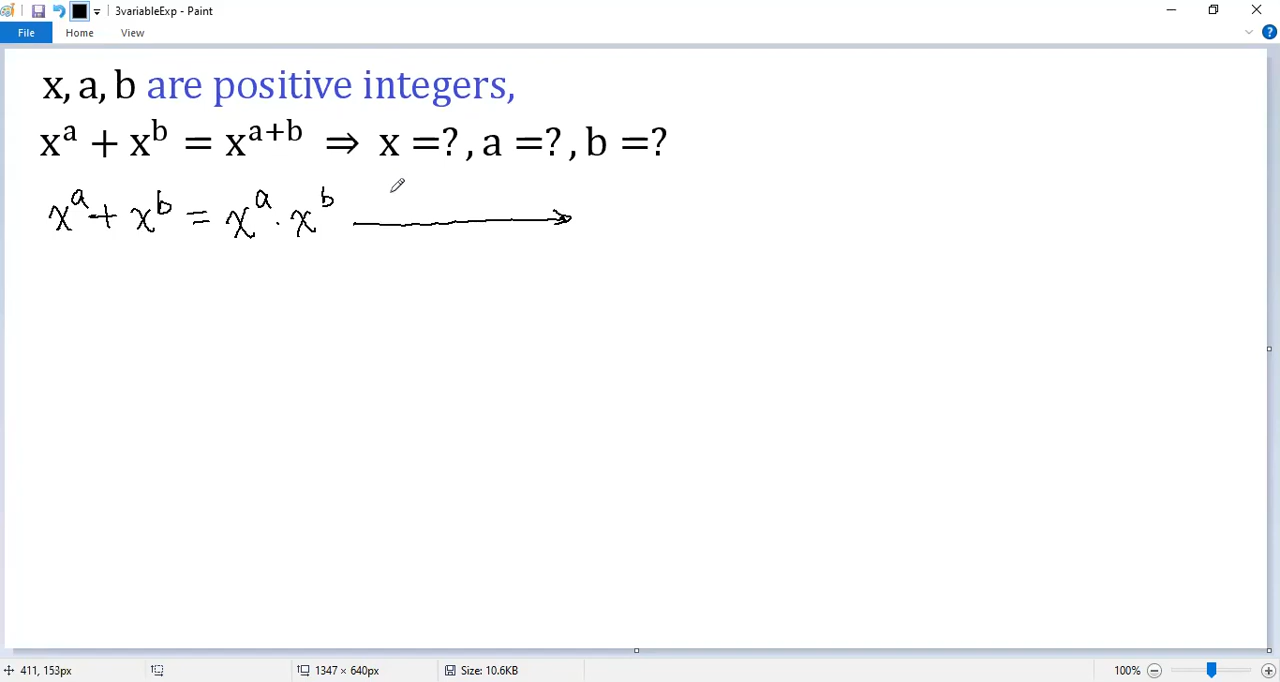 3variableExp - Paint
File Home View
x, a, b are positive integers,
xᵃ + xᵇ = xᵃ⁺ᵇ ⇒ x =?, a =?, b =?
xᵃ + xᵇ = xᵃ · xᵇ ⟶
411, 153px 1347 × 640px Size: 10.6KB 100%